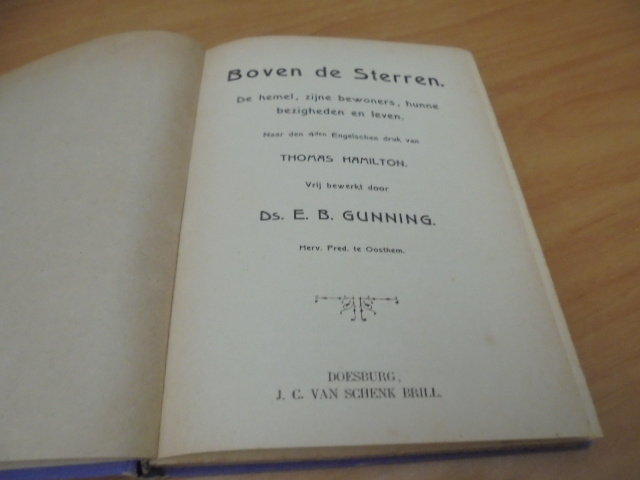 Boven de Sterren.
De hemel, zijne bewoners, hunne
bezigheden en leven.
Naar den 4den Engelschen druk van
THOMAS HAMILTON.
Vrij bewerkt door
Ds. E. B. GUNNING.
Herv. Pred. te Oosthem.
DOESBURG,
J. C. VAN SCHENK BRILL.